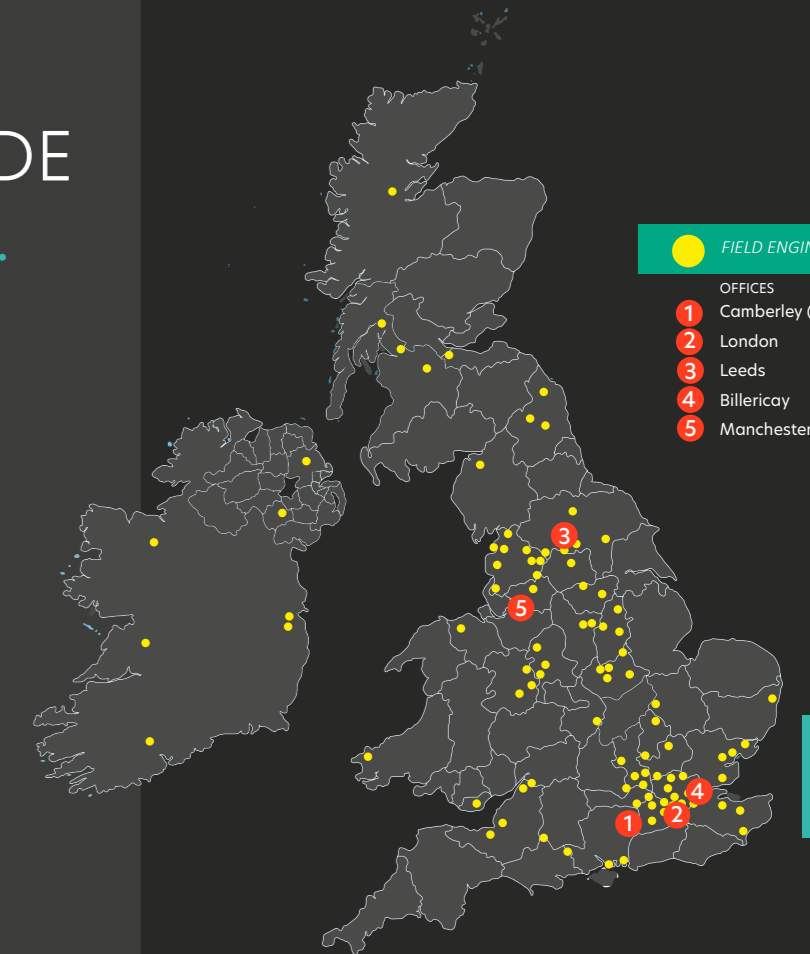 DE
FIELD ENGIN
OFFICES
1 Camberley (
2 London
3 Leeds
4 Billericay
5 Manchester
3
5
4
2
1